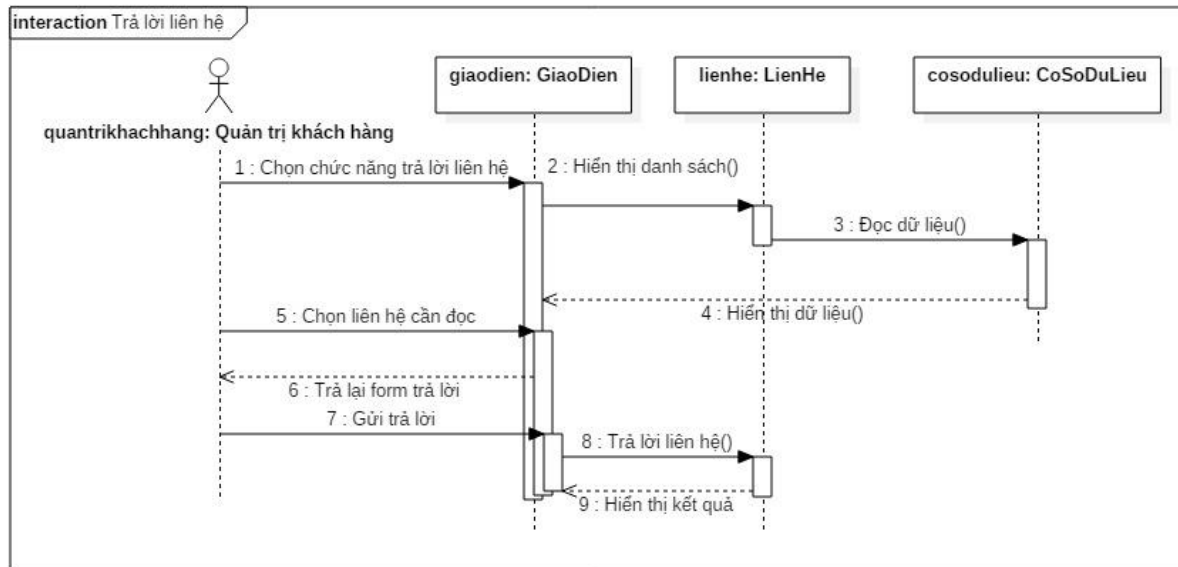 interaction Trả lời liên hệ
giaodien: GiaoDien
lienhe: LienHe
cosodulieu: CoSoDuLieu
quantrikhachhang: Quản trị khách hàng
1 : Chọn chức năng trả lời liên hệ
2 : Hiển thị danh sách()
3 : Đọc dữ liệu()
4 : Hiển thị dữ liệu()
5 : Chọn liên hệ cần đọc
6 : Trả lại form trả lời
7 : Gửi trả lời
8 : Trả lời liên hệ()
9 : Hiển thị kết quả